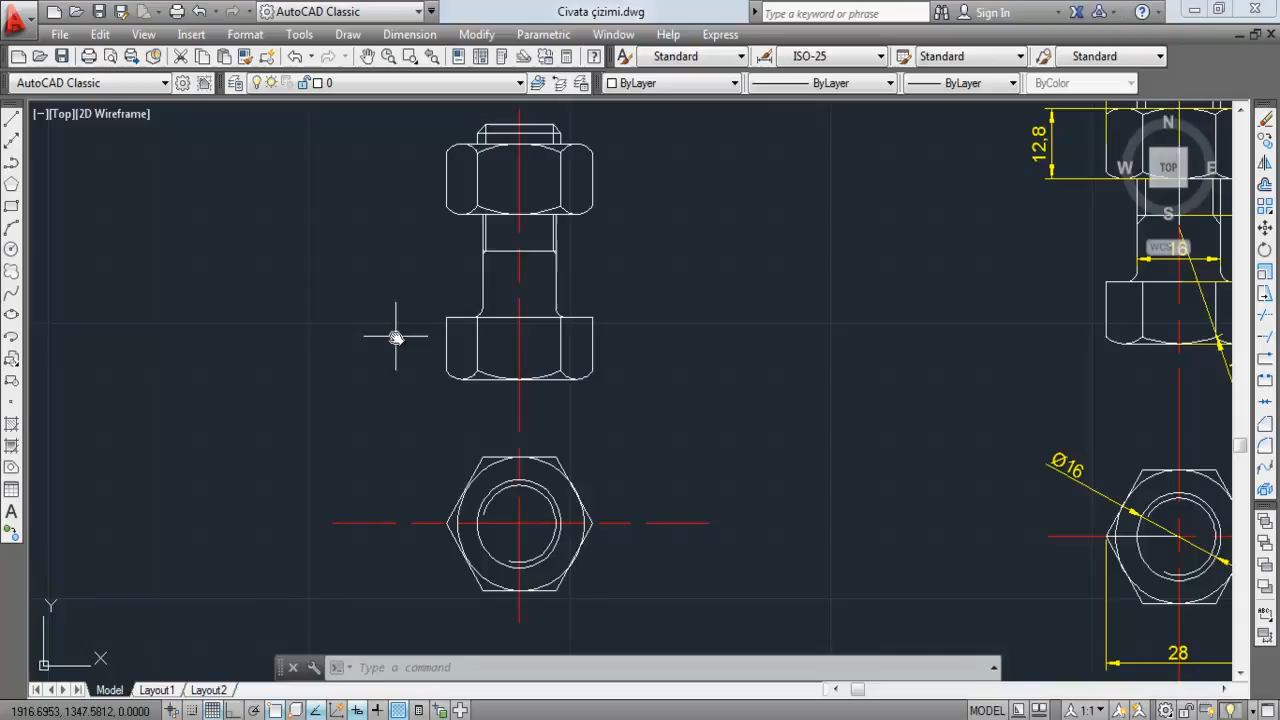 AutoCAD Classic
Civata çizimi.dwg
Type a keyword or phrase
Sign In
File Edit View Insert Format Tools Draw Dimension Modify Parametric Window Help Express
Standard ISO-25 Standard Standard
AutoCAD Classic 0 ByLayer ByLayer ByLayer ByColor
[−][Top][2D Wireframe]
N
12,8
W TOP E
S
16
Ø16
28
Y
X
Type a command
Model Layout1 Layout2
1916.6953, 1347.5812, 0.0000
MODEL 1:1